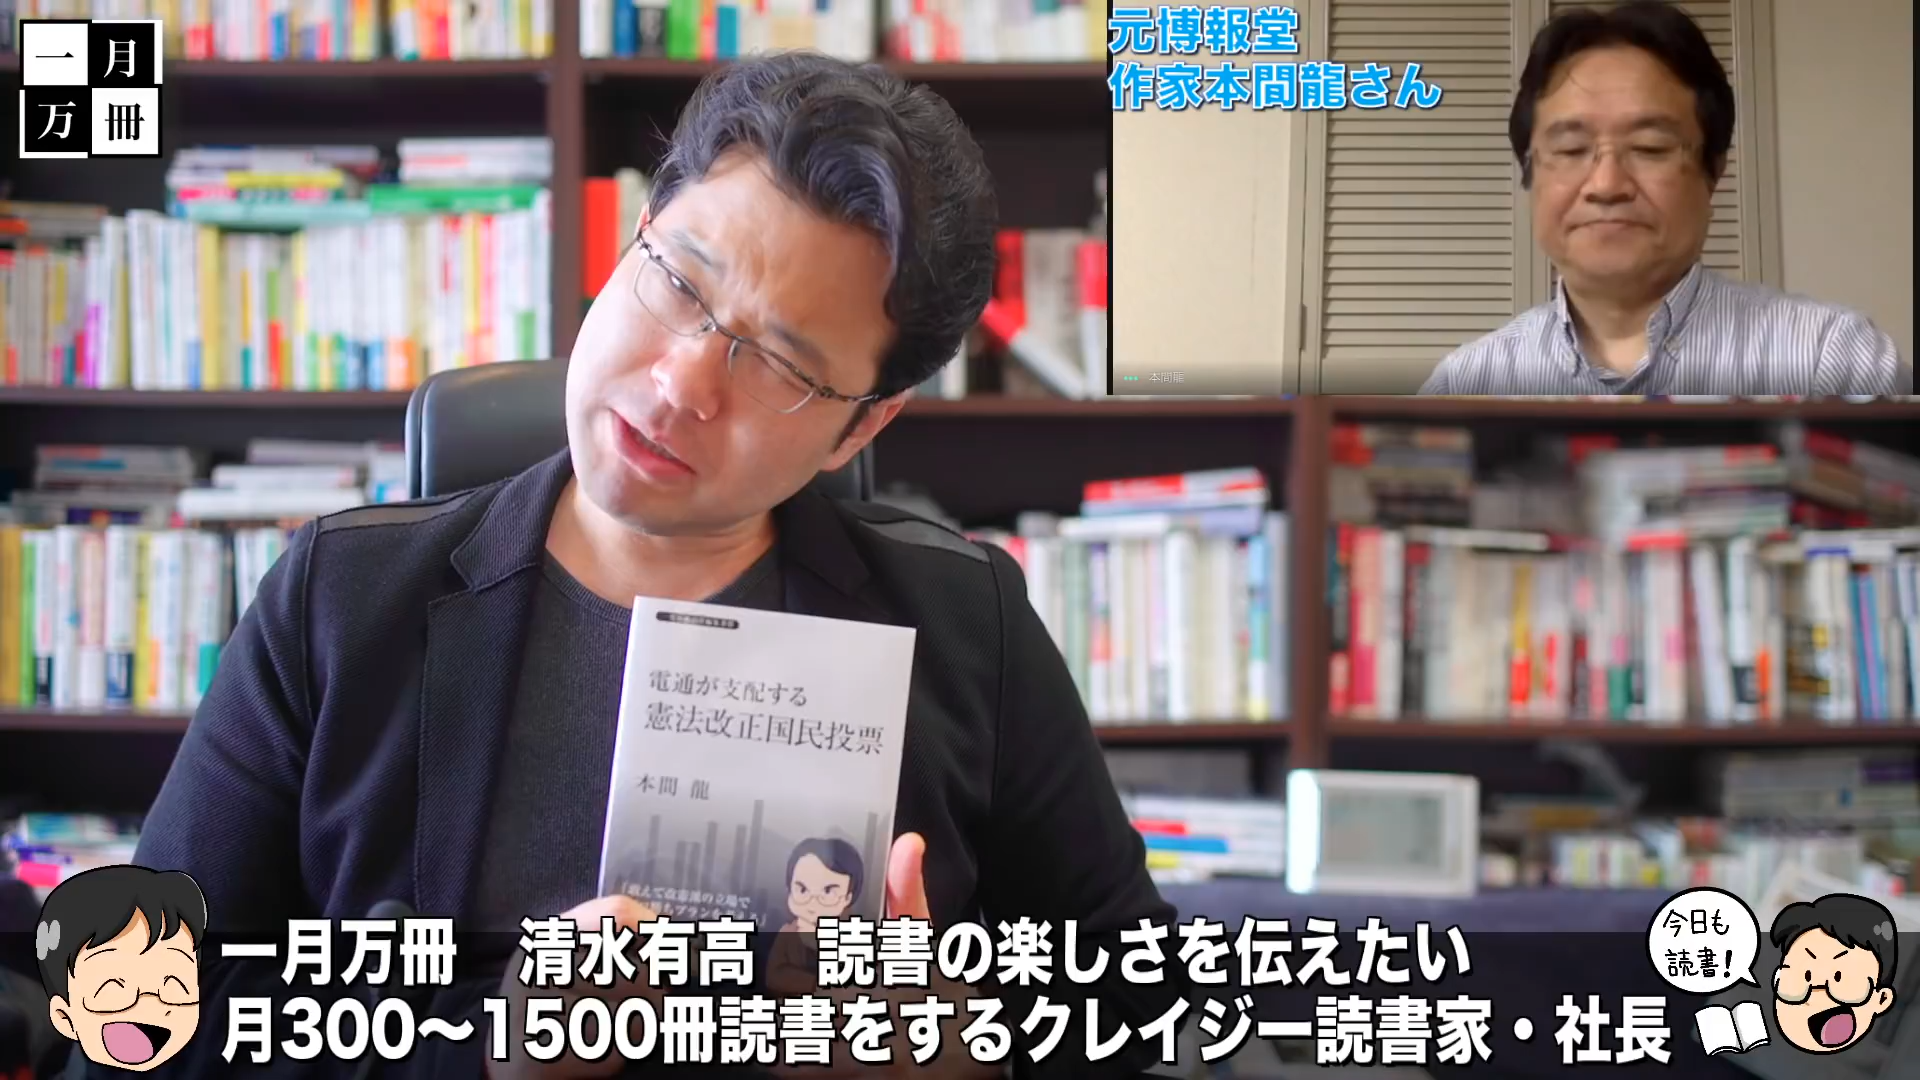 一月
万冊
元博報堂
作家本間龍さん
本間龍
電通が支配する
憲法改正国民投票
本間 龍
今日も
読書!
一月万冊 清水有高 読書の楽しさを伝えたい
月300〜1500冊読書をするクレイジー読書家・社長